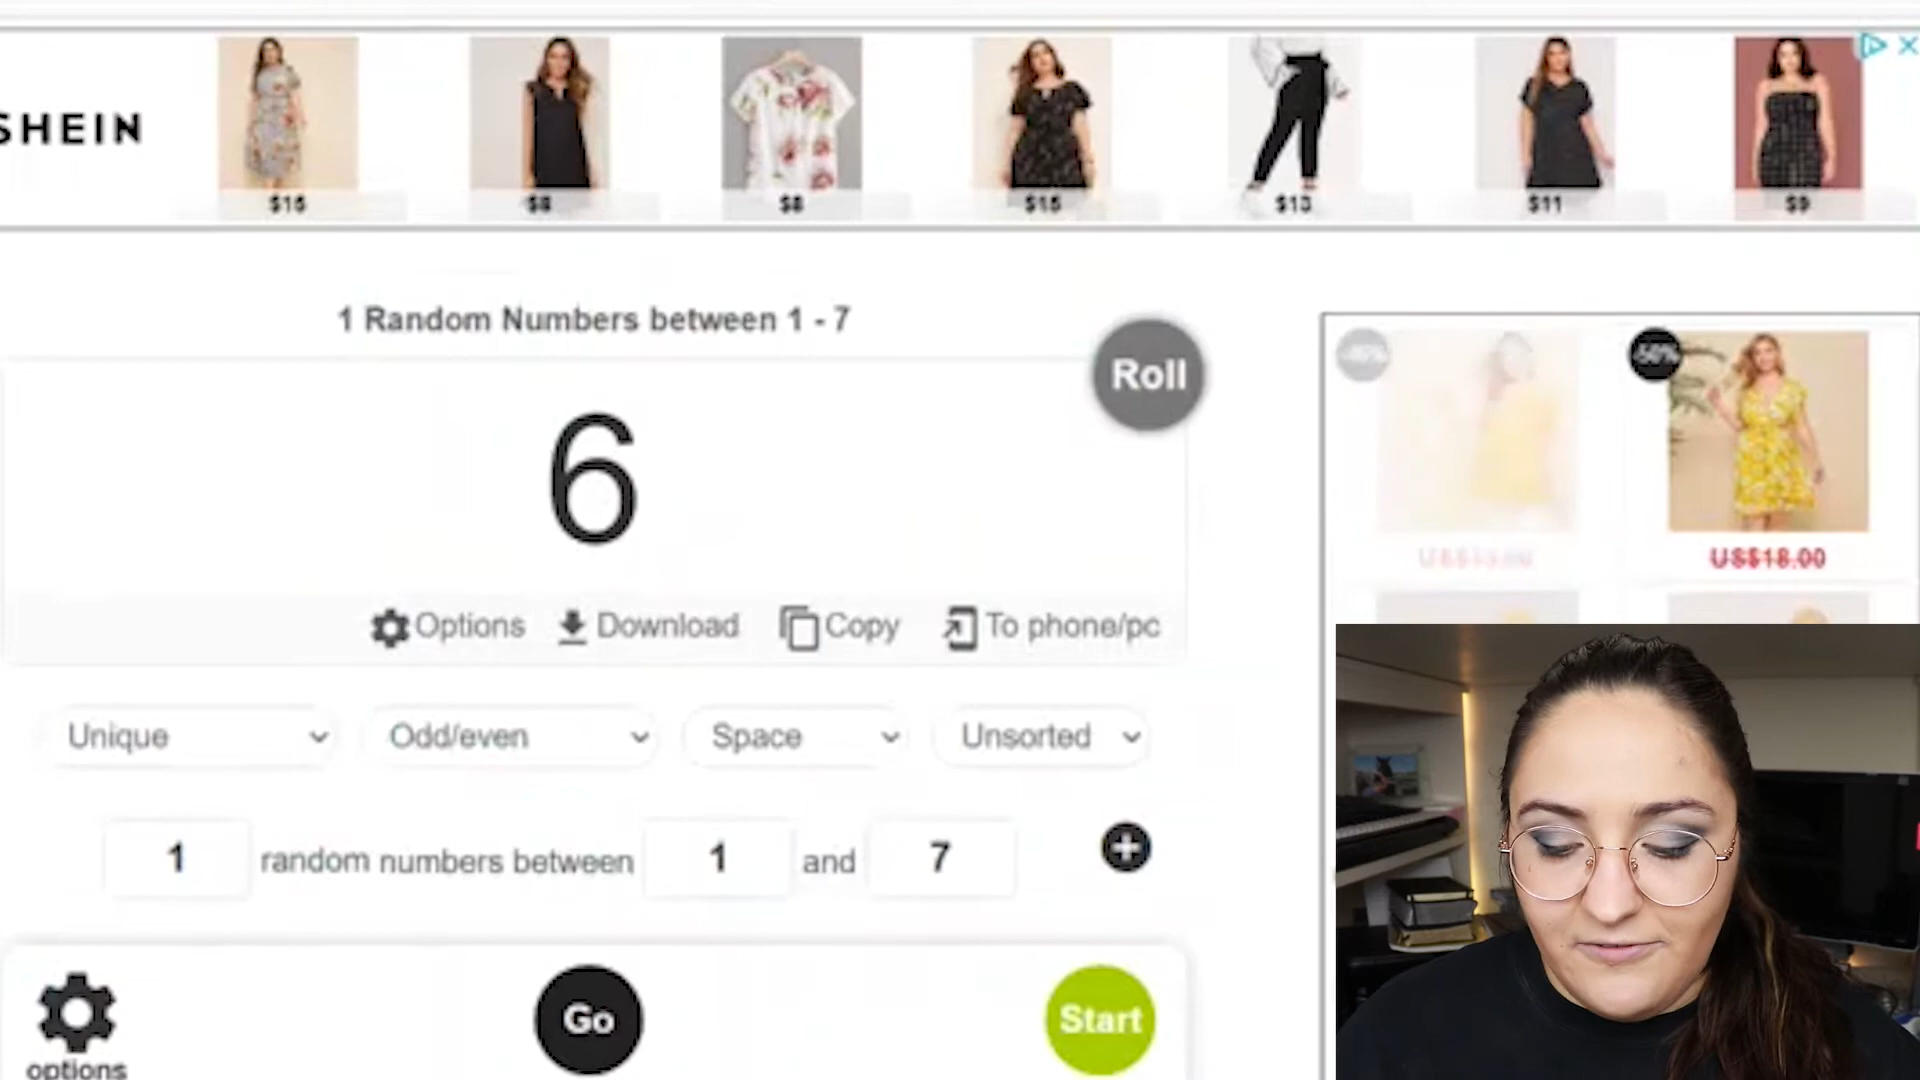 SHEIN
$15
$8
$8
$15
$13
$11
$9
1 Random Numbers between 1 - 7
Roll
6
-50%
US$18.00
Options
Download
Copy
To phone/pc
Unique
Odd/even
Space
Unsorted
1 random numbers between 1 and 7
Go
Start
options